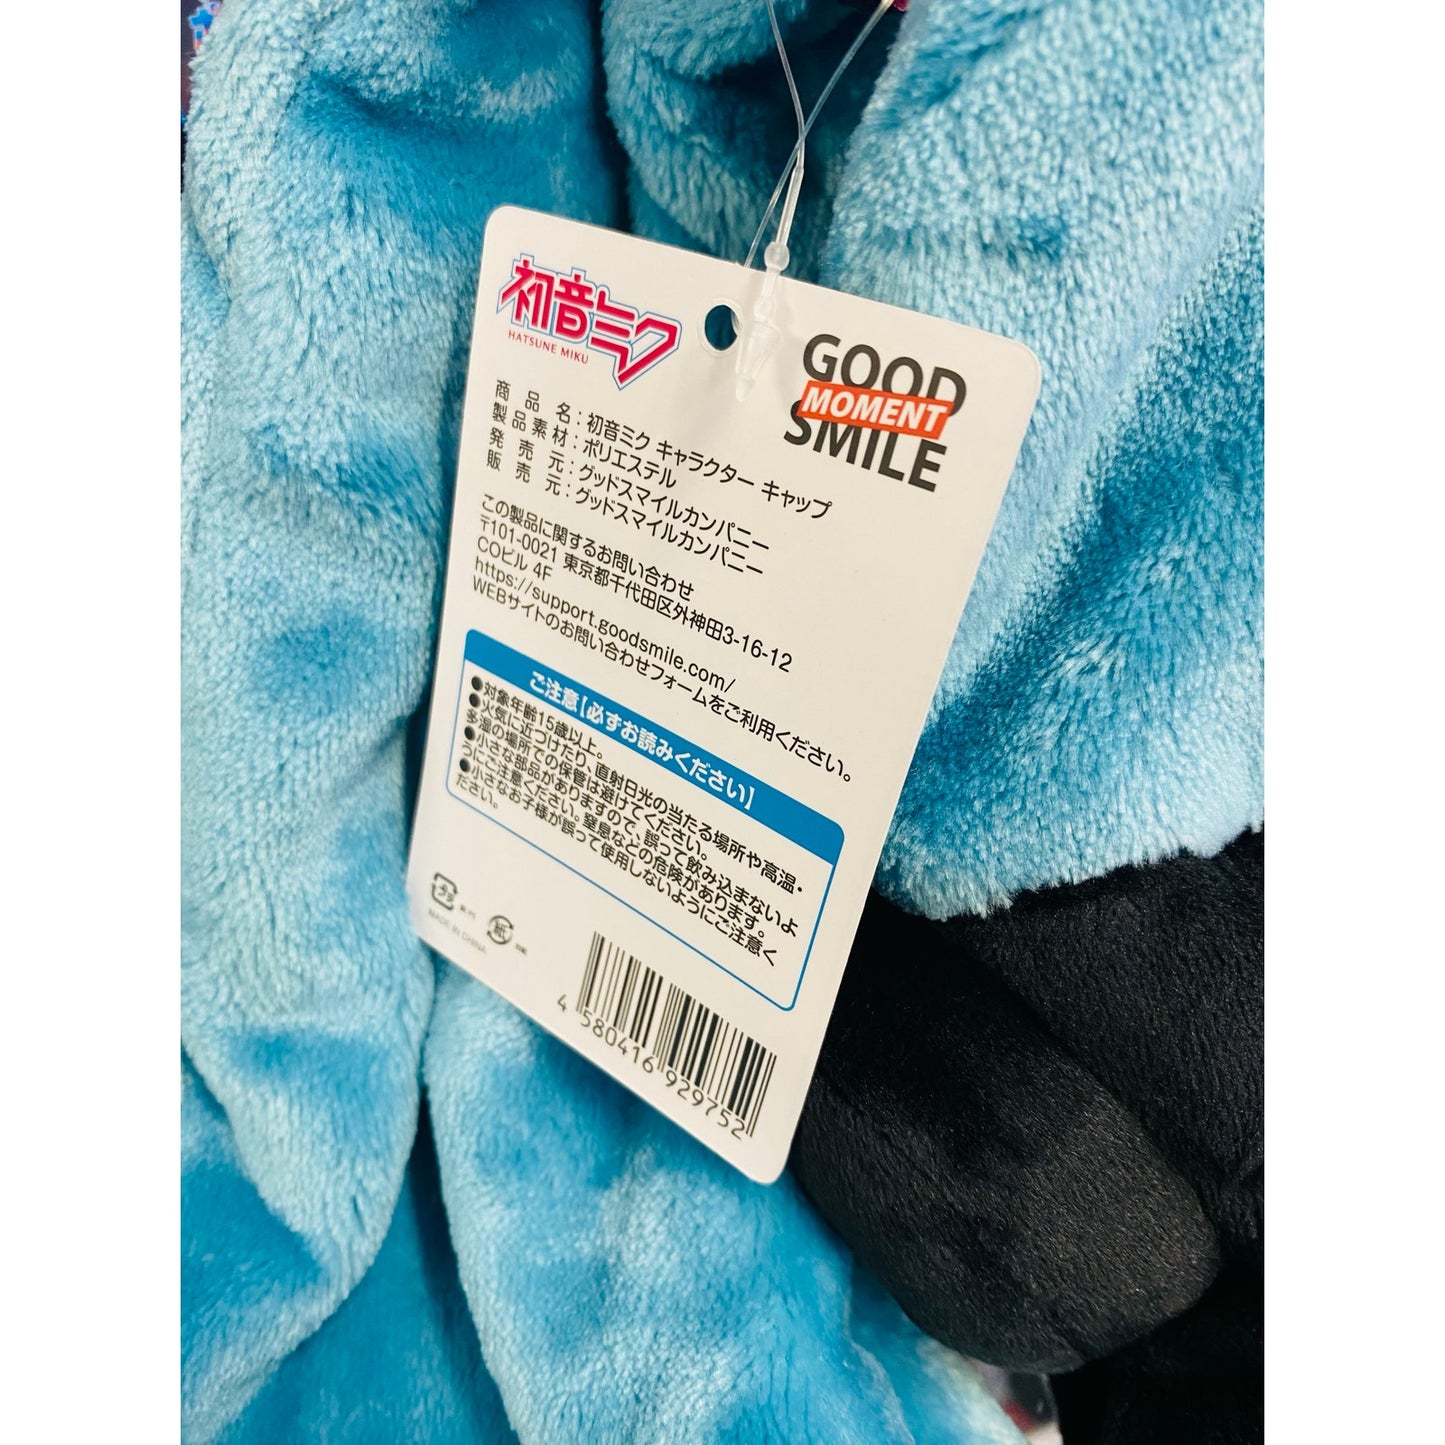 初音ミク
HATSUNE MIKU
GOOD
MOMENT
SMILE
商品名：初音ミク キャラクター キャップ
製品素材：ポリエステル
発売元：グッドスマイルカンパニー
販売元：グッドスマイルカンパニー
この製品に関するお問い合わせ
〒101-0021 東京都千代田区外神田3-16-12
COビル 4F
https://support.goodsmile.com/
WEBサイトのお問い合わせフォームをご利用ください。
ご注意【必ずお読みください】
●対象年齢15歳以上。
●火気に近づけたり、直射日光の当たる場所や高温・
多湿の場所での保管は避けてください。
●小さな部品がありますので、誤って飲み込まないよ
うにご注意ください。窒息などの危険があります。
●小さなお子様が誤って使用しないようにご注意く
ださい。
プラ
紙
MADE IN CHINA
4 580416 929752